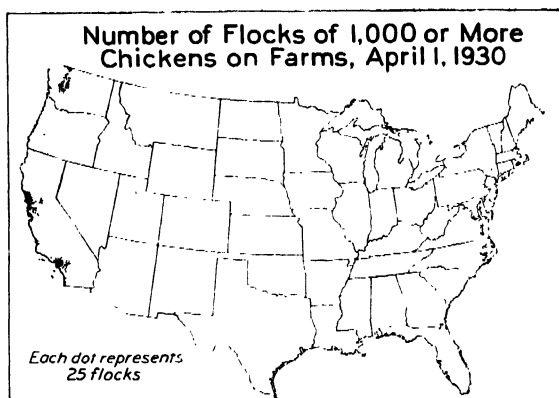 Number of Flocks of 1,000 or More
Chickens on Farms, April 1, 1930
Each dot represents
25 flocks